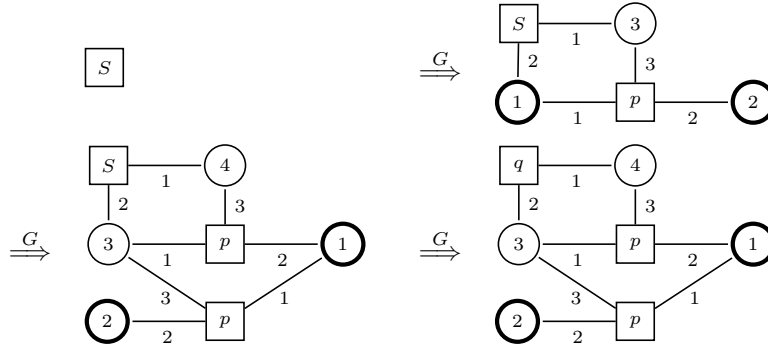 S 1 3
G
S 2 3
⟹
1 1 p 2 2
S 1 4 q 1 4
2 3 2 3
G G
⟹ 3 1 p 2 1 ⟹ 3 1 p 2 1
3 1 3 1
2 2 p 2 2 p